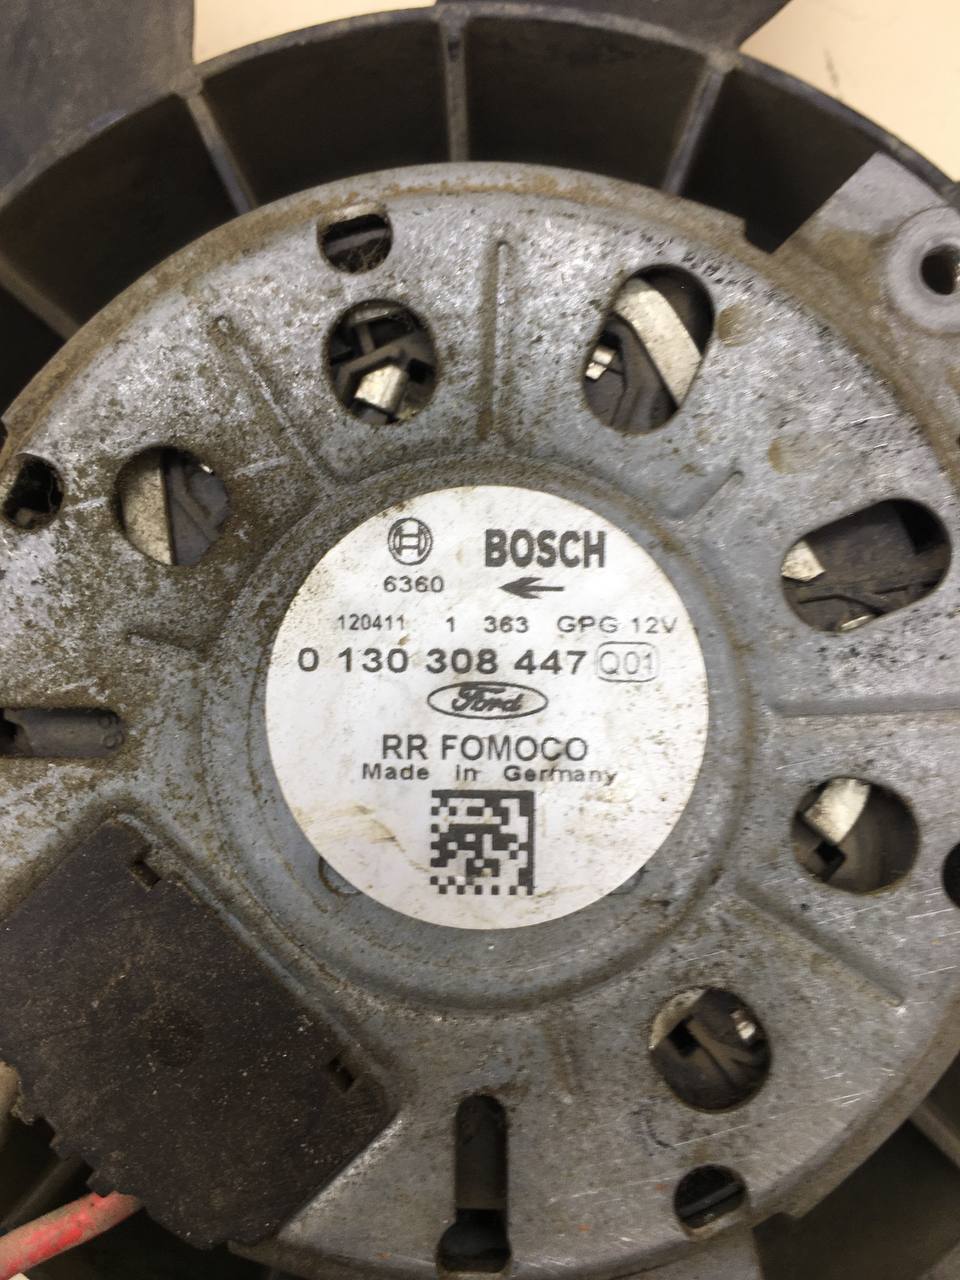 BOSCH
6360
120411 1 363 GPG 12V
0 130 308 447 Q01
Ford
RR FOMOCO
Made In Germany